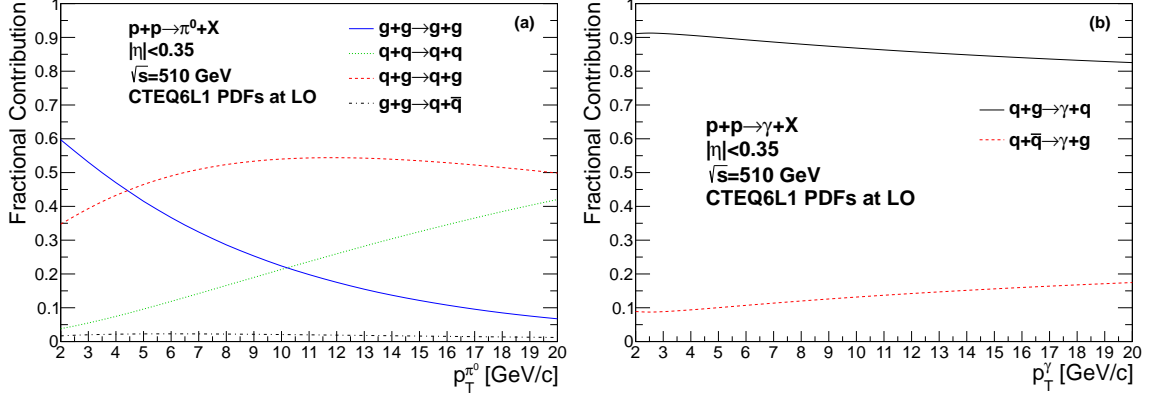 (a)
p+p→π⁰+X
|η|<0.35
√s=510 GeV
CTEQ6L1 PDFs at LO
g+g→g+g
q+q→q+q
q+g→q+g
g+g→q+q̅
Fractional Contribution
1
0.9
0.8
0.7
0.6
0.5
0.4
0.3
0.2
0.1
0
2 3 4 5 6 7 8 9 10 11 12 13 14 15 16 17 18 19 20
p_T^π⁰ [GeV/c]
(b)
q+g→γ+q
q+q̅→γ+g
p+p→γ+X
|η|<0.35
√s=510 GeV
CTEQ6L1 PDFs at LO
Fractional Contribution
1
0.9
0.8
0.7
0.6
0.5
0.4
0.3
0.2
0.1
0
2 3 4 5 6 7 8 9 10 11 12 13 14 15 16 17 18 19 20
p_T^γ [GeV/c]